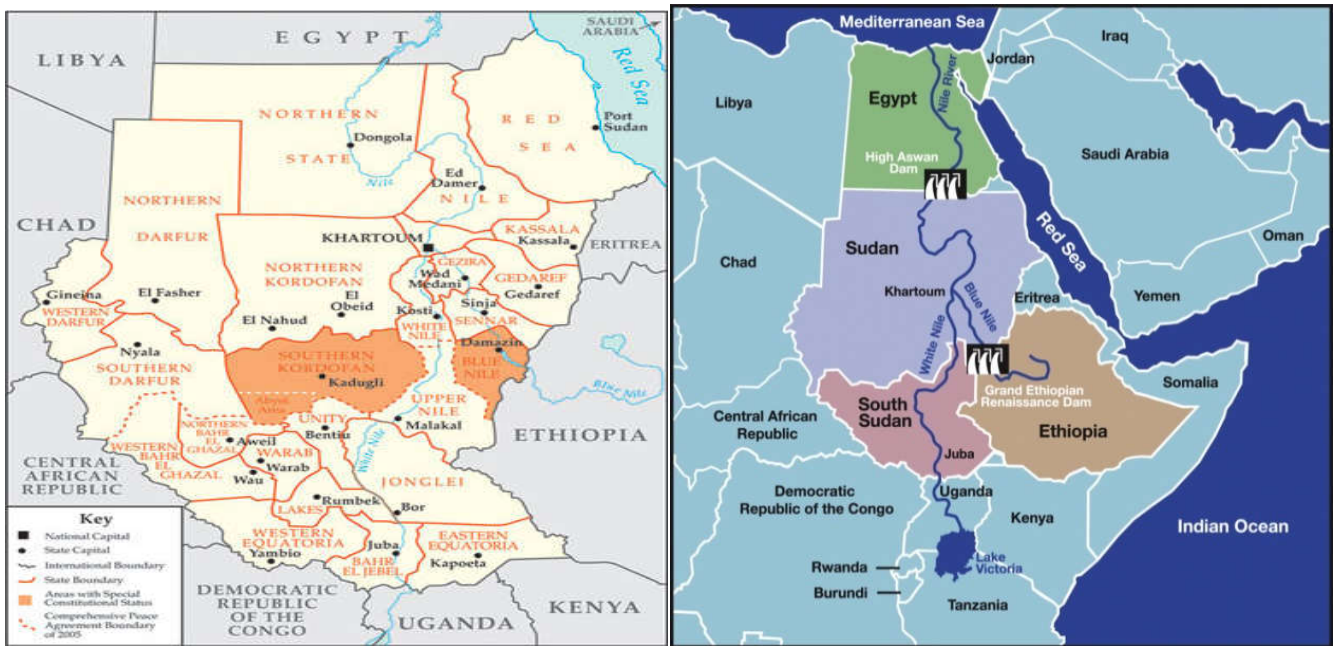 EGYPT
SAUDI
ARABIA
LIBYA
Red Sea
NORTHERN
STATE
Dongola
Nile
RED
SEA
Port
Sudan
Ed
Damer
NILE
CHAD
NORTHERN
DARFUR
KHARTOUM
KASSALA
Kassala
ERITREA
NORTHERN
KORDOFAN
GEZIRA
Wad
Medani
GEDAREF
Gedaref
Gineina
WESTERN
DARFUR
El Fasher
El
Obeid
El Nahud
Kosti
WHITE
NILE
Sinja
SENNAR
Nyala
SOUTHERN
DARFUR
SOUTHERN
KORDOFAN
Kadugli
Abyei
Area
Damazin
BLUE
NILE
Blue Nile
UPPER
NILE
Malakal
UNITY
Bentiu
ETHIOPIA
NORTHERN
BAHR
EL
GHAZAL
Aweil
WESTERN
BAHR
EL
GHAZAL
WARAB
Warab
Wau
White Nile
JONGLEI
CENTRAL
AFRICAN
REPUBLIC
LAKES
Rumbek
Bor
WESTERN
EQUATORIA
Yambio
Juba
BAHR
EL JEBEL
EASTERN
EQUATORIA
Kapoeta
DEMOCRATIC
REPUBLIC
OF THE
CONGO
UGANDA
KENYA
Key
National Capital
State Capital
International Boundary
State Boundary
Areas with Special
Constitutional Status
Comprehensive Peace
Agreement Boundary
of 2005
Mediterranean Sea
Iraq
Jordan
Libya
Egypt
Nile River
High Aswan
Dam
Saudi Arabia
Red Sea
Oman
Yemen
Chad
Sudan
Khartoum
Blue Nile
White Nile
Eritrea
Grand Ethiopian
Renaissance Dam
Somalia
Central African
Republic
South
Sudan
Juba
Ethiopia
Democratic
Republic of the Congo
Uganda
Kenya
Indian Ocean
Lake
Victoria
Rwanda
Burundi
Tanzania